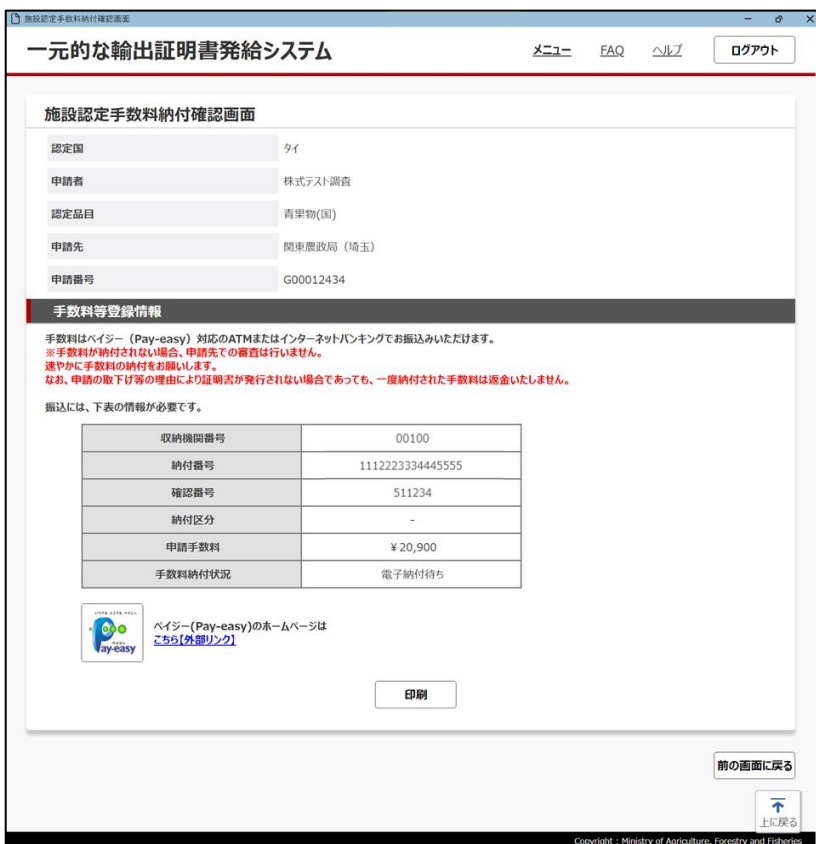 施設認定手数料納付確認画面
一元的な輸出証明書発給システム
メニュー FAQ ヘルプ ログアウト
施設認定手数料納付確認画面
認定国 タイ
申請者 株式テスト調査
認定品目 青果物(国)
申請先 関東農政局（埼玉）
申請番号 G00012434
手数料等登録情報
手数料はペイジー（Pay-easy）対応のATMまたはインターネットバンキングでお振込みいただけます。
※手数料が納付されない場合、申請先での審査は行いません。
速やかに手数料の納付をお願いします。
なお、申請の取下げ等の理由により証明書が発行されない場合であっても、一度納付された手数料は返金いたしません。
振込には、下表の情報が必要です。
収納機関番号 00100
納付番号 1112223334445555
確認番号 511234
納付区分 -
申請手数料 ¥20,900
手数料納付状況 電子納付待ち
いつでも、どこでも、ペイジー。
ペイジー
Pay-easy
ペイジー(Pay-easy)のホームページは
こちら【外部リンク】
印刷
前の画面に戻る
上に戻る
Copyright : Ministry of Agriculture, Forestry and Fisheries